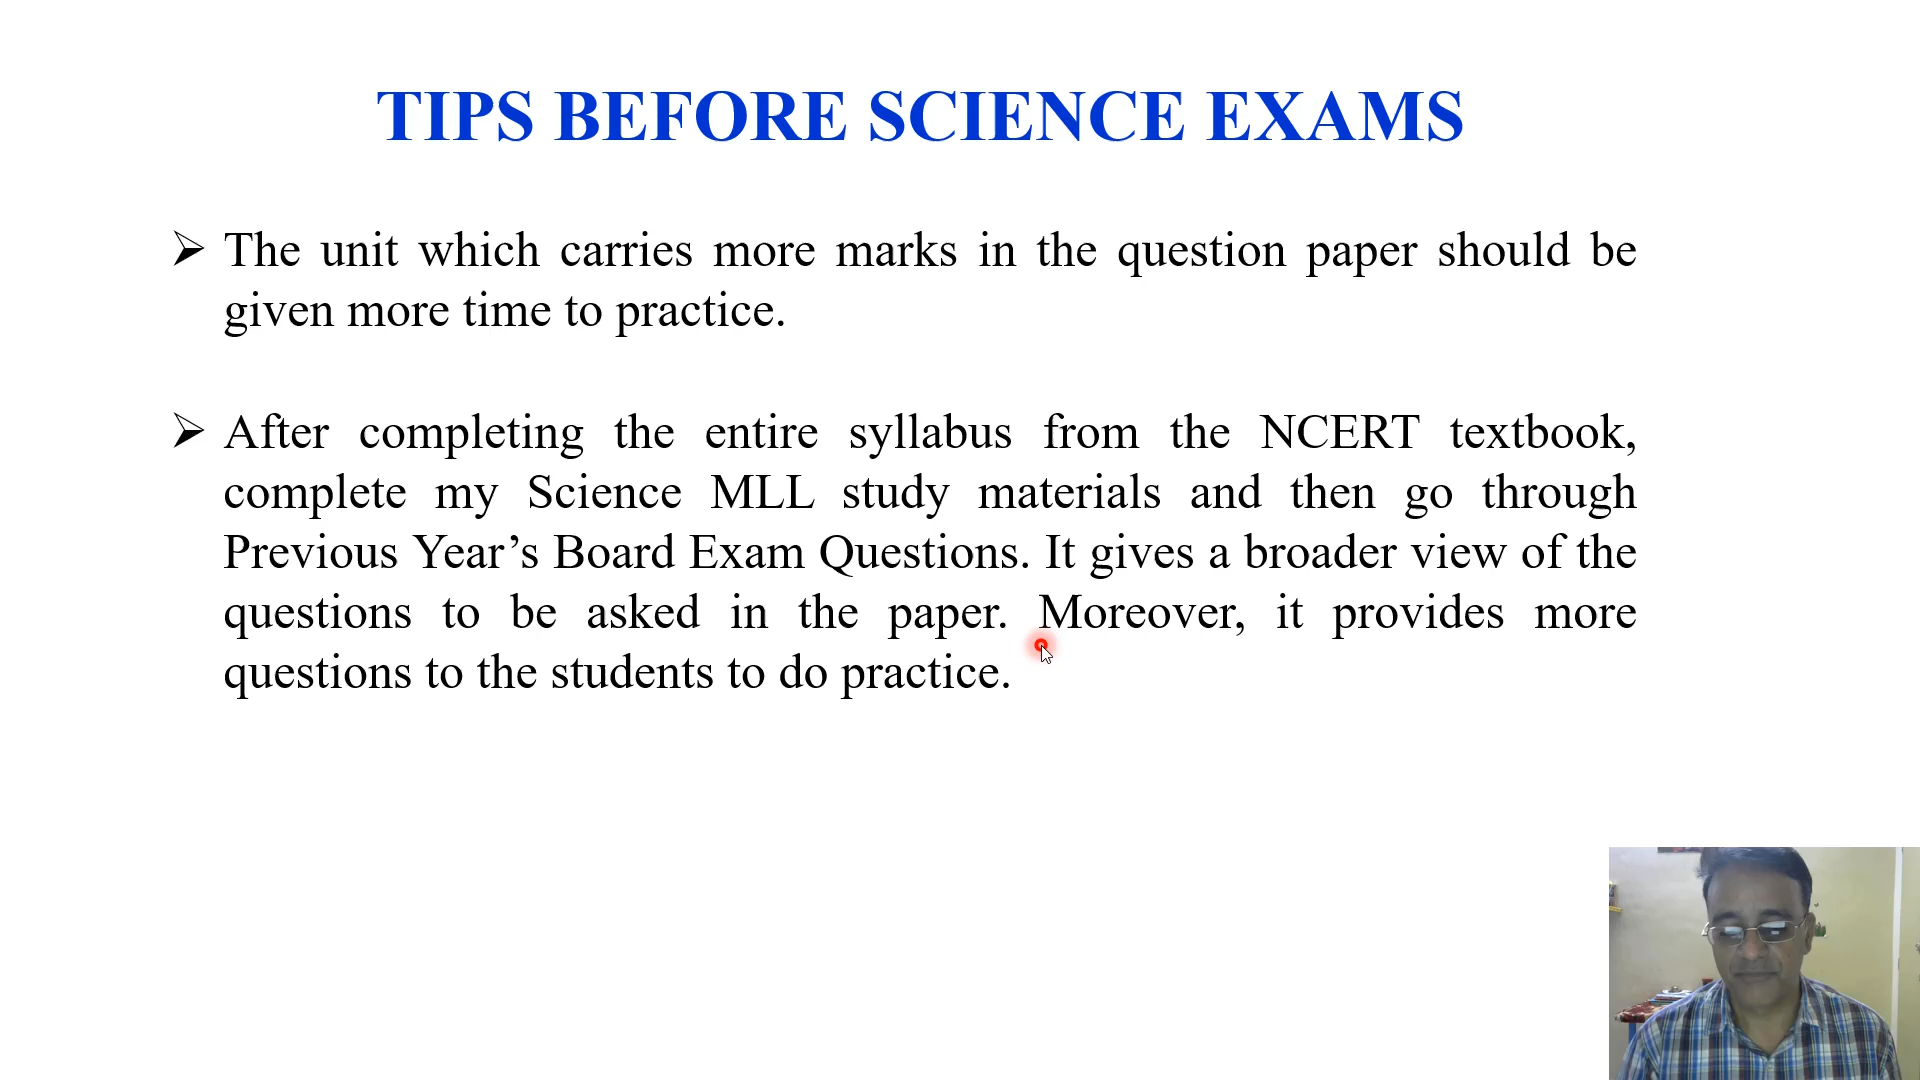 TIPS BEFORE SCIENCE EXAMS
➢ The unit which carries more marks in the question paper should be
given more time to practice.
➢ After completing the entire syllabus from the NCERT textbook,
complete my Science MLL study materials and then go through
Previous Year’s Board Exam Questions. It gives a broader view of the
questions to be asked in the paper. Moreover, it provides more
questions to the students to do practice.